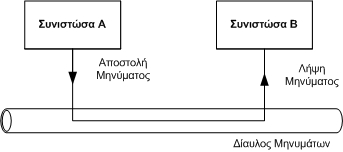 Συνιστώσα Α
Συνιστώσα Β
Αποστολή
Μηνύματος
Λήψη
Μηνύματος
Δίαυλος Μηνυμάτων